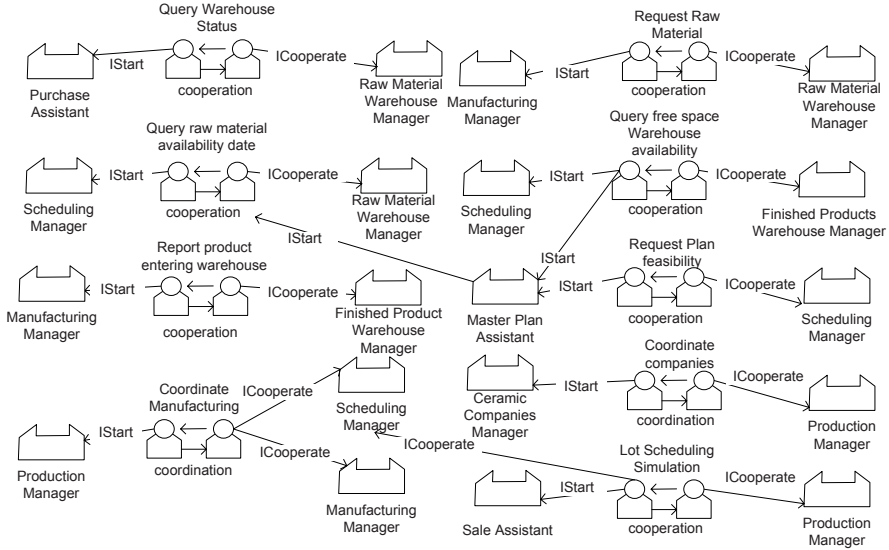 Query Warehouse
Status
IStart
ICooperate
cooperation
Purchase
Assistant
Raw Material
Warehouse
Manager
Request Raw
Material
IStart
ICooperate
cooperation
Manufacturing
Manager
Raw Material
Warehouse
Manager
Query raw material
availability date
IStart
ICooperate
cooperation
Scheduling
Manager
Raw Material
Warehouse
Manager
IStart
Query free space
Warehouse
availability
IStart
ICooperate
cooperation
Scheduling
Manager
Finished Products
Warehouse Manager
IStart
Report product
entering warehouse
IStart
ICooperate
cooperation
Manufacturing
Manager
Finished Product
Warehouse
Manager
Request Plan
feasibility
IStart
ICooperate
cooperation
Master Plan
Assistant
Scheduling
Manager
Coordinate
Manufacturing
IStart
ICooperate
ICooperate
coordination
Production
Manager
Scheduling
Manager
Manufacturing
Manager
Coordinate
companies
IStart
ICooperate
coordination
Ceramic
Companies
Manager
Production
Manager
ICooperate
Lot Scheduling
Simulation
IStart
ICooperate
cooperation
Sale Assistant
Production
Manager